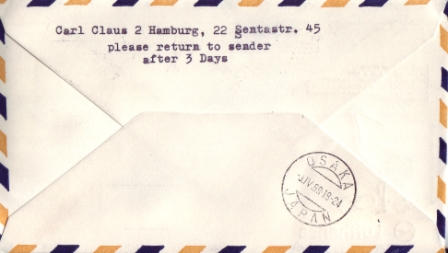 Carl Claus 2 Hamburg, 22 Sentastr. 45
please return to sender
after 3 Days
OSAKA
JAPAN